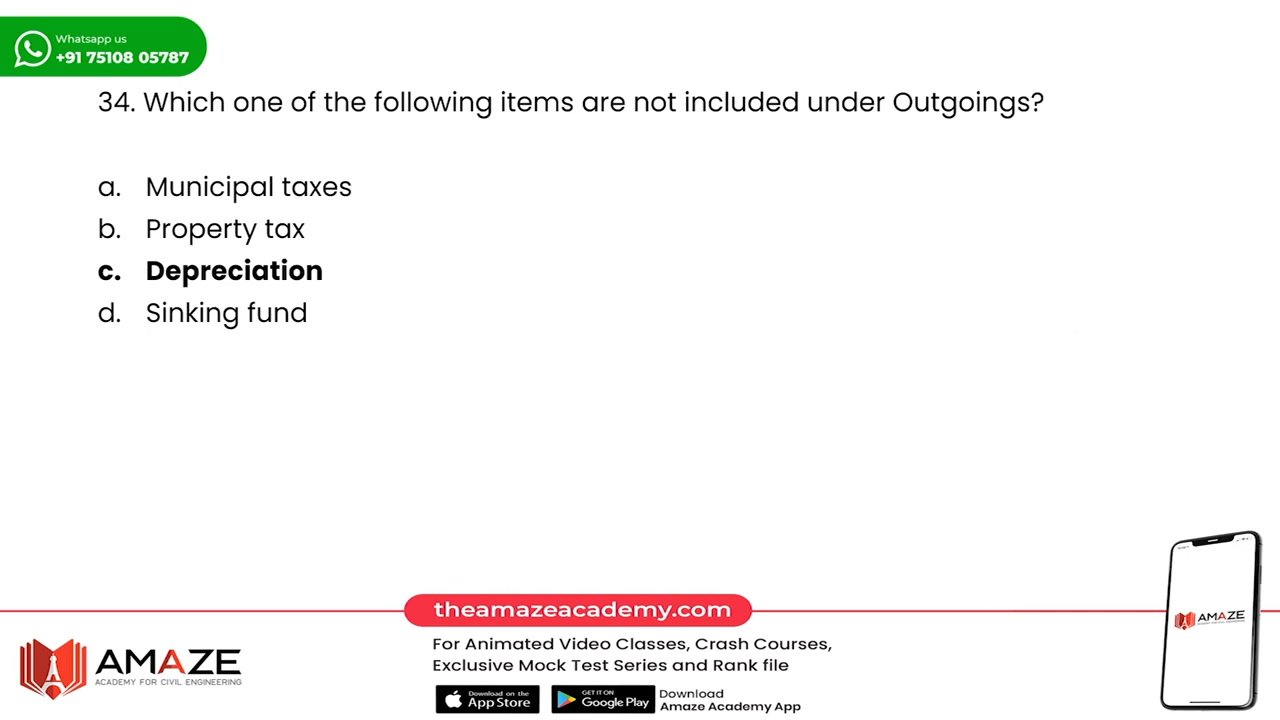 Whatsapp us
+91 75108 05787
34. Which one of the following items are not included under Outgoings?
a. Municipal taxes
b. Property tax
c. Depreciation
d. Sinking fund
theamazeacademy.com
For Animated Video Classes, Crash Courses,
Exclusive Mock Test Series and Rank file
AMAZE
ACADEMY FOR CIVIL ENGINEERING
Download on the
App Store
GET IT ON
Google Play
Download
Amaze Academy App
AMAZE